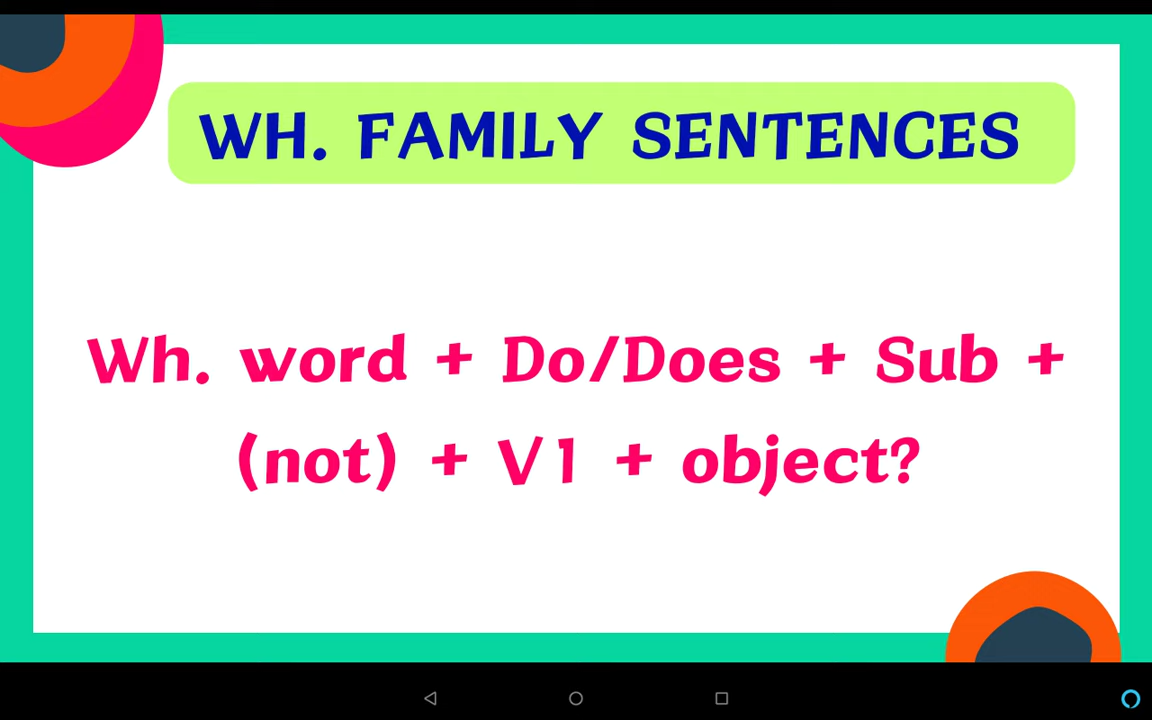 WH. FAMILY SENTENCES
Wh. word + Do/Does + Sub +
(not) + V1 + object?